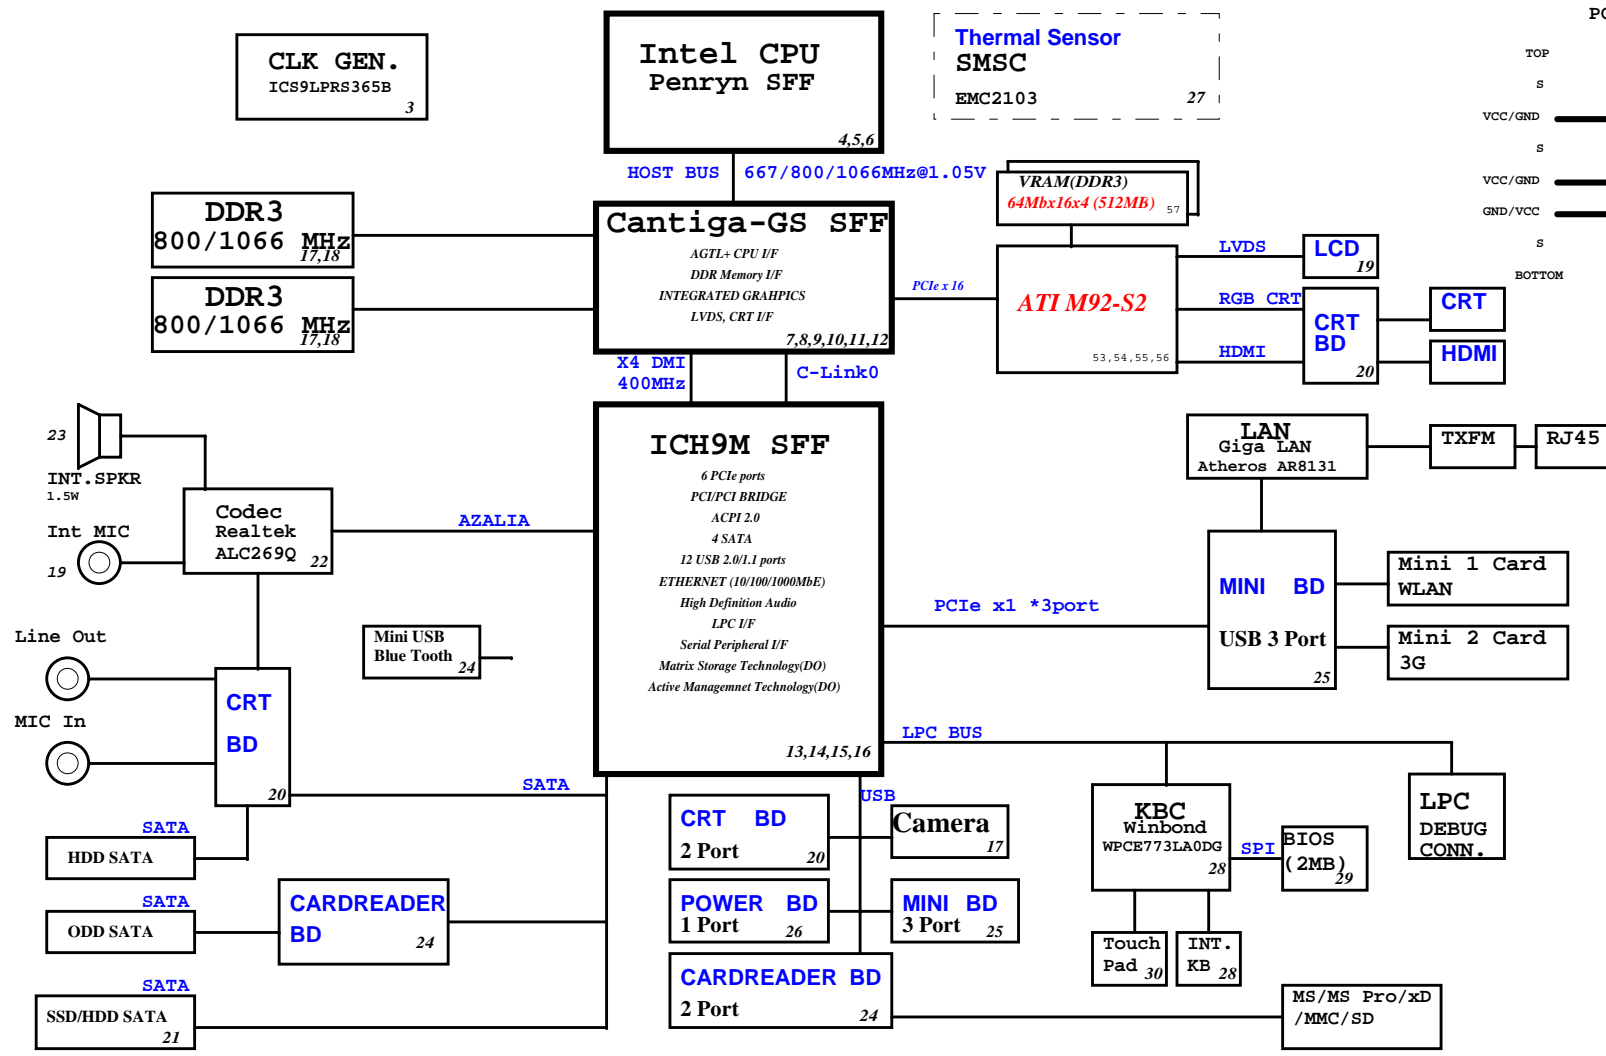 CLK GEN.
ICS9LPRS365B
3
Intel CPU
Penryn SFF
4,5,6
Thermal Sensor
SMSC
EMC2103
27
TOP
S
VCC/GND
S
VCC/GND
GND/VCC
S
BOTTOM
HOST BUS
667/800/1066MHz@1.05V
DDR3
800/1066 MHz
17,18
DDR3
800/1066 MHz
17,18
Cantiga-GS SFF
AGTL+ CPU I/F
DDR Memory I/F
INTEGRATED GRAHPICS
LVDS, CRT I/F
7,8,9,10,11,12
VRAM(DDR3)
64Mbx16x4 (512MB)
57
PCIe x 16
ATI M92-S2
53,54,55,56
LVDS
LCD
19
RGB CRT
HDMI
CRT
BD
20
CRT
HDMI
X4 DMI
400MHz
C-Link0
23
INT.SPKR
1.5W
Int MIC
19
Codec
Realtek
ALC269Q
22
AZALIA
ICH9M SFF
6 PCIe ports
PCI/PCI BRIDGE
ACPI 2.0
4 SATA
12 USB 2.0/1.1 ports
ETHERNET (10/100/1000MbE)
High Definition Audio
LPC I/F
Serial Peripheral I/F
Matrix Storage Technology(DO)
Active Managemnet Technology(DO)
13,14,15,16
LAN
Giga LAN
Atheros AR8131
TXFM
RJ45
PCIe x1 *3port
MINI BD
USB 3 Port
25
Mini 1 Card
WLAN
Mini 2 Card
3G
Line Out
MIC In
Mini USB
Blue Tooth
24
CRT
BD
20
SATA
LPC BUS
USB
SATA
HDD SATA
SATA
ODD SATA
CARDREADER
BD
24
SATA
SSD/HDD SATA
21
CRT BD
2 Port
20
Camera
17
POWER BD
1 Port
26
MINI BD
3 Port
25
CARDREADER BD
2 Port
24
KBC
Winbond
WPCE773LA0DG
28
SPI
BIOS
(2MB)
29
LPC
DEBUG
CONN.
Touch
Pad
30
INT.
KB
28
MS/MS Pro/xD
/MMC/SD